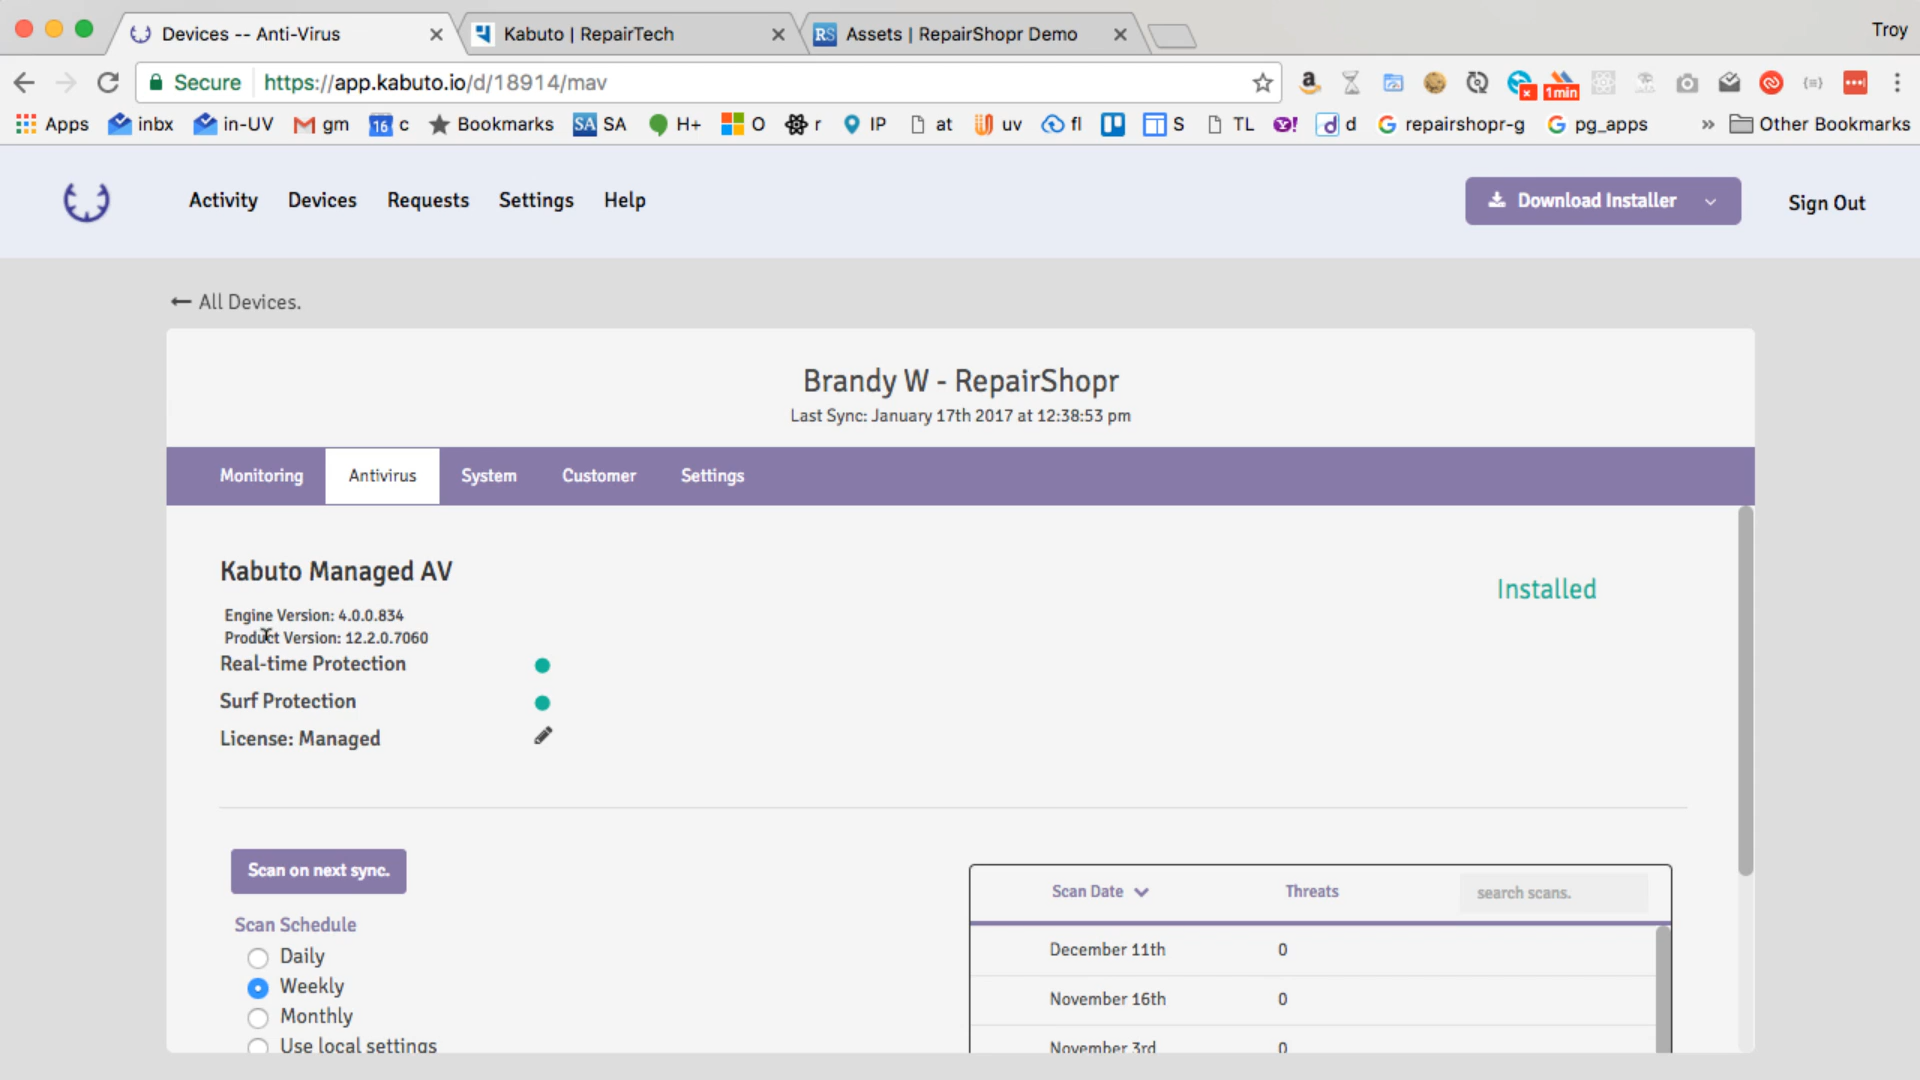 Devices -- Anti-Virus
Kabuto | RepairTech
RS Assets | RepairShopr Demo
Troy
Secure https://app.kabuto.io/d/18914/mav
1min
Apps inbx in-UV gm 16 c Bookmarks SA SA H+ O r IP at uv fl S TL Y! d d repairshopr-g pg_apps » Other Bookmarks
Activity Devices Requests Settings Help Download Installer Sign Out
All Devices.
Brandy W - RepairShopr
Last Sync: January 17th 2017 at 12:38:53 pm
Monitoring Antivirus System Customer Settings
Kabuto Managed AV
Installed
Engine Version: 4.0.0.834
Product Version: 12.2.0.7060
Real-time Protection
Surf Protection
License: Managed
Scan on next sync.
Scan Schedule
Daily
Weekly
Monthly
Use local settings
Scan Date Threats search scans.
December 11th 0
November 16th 0
November 3rd 0